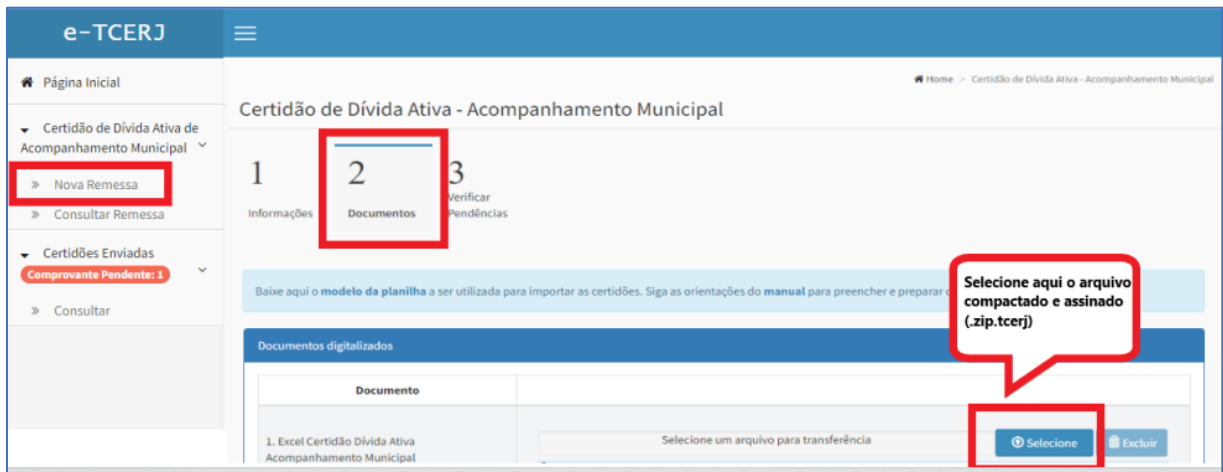 e-TCERJ
Página Inicial
Home > Certidão de Dívida Ativa - Acompanhamento Municipal
Certidão de Dívida Ativa - Acompanhamento Municipal
Certidão de Dívida Ativa de
Acompanhamento Municipal
» Nova Remessa
» Consultar Remessa
Certidões Enviadas
Comprovante Pendente: 1
» Consultar
1
Informações
2
Documentos
3
Verificar
Pendências
Baixe aqui o modelo da planilha a ser utilizada para importar as certidões. Siga as orientações do manual para preencher e preparar
Selecione aqui o arquivo
compactado e assinado
(.zip.tcerj)
Documentos digitalizados
Documento
1. Excel Certidão Dívida Ativa
Acompanhamento Municipal
Selecione um arquivo para transferência
Selecione
Excluir